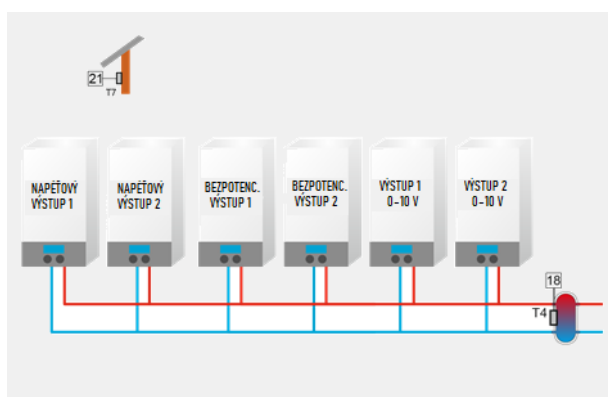 21
T7
NAPĚŤOVÝ
VÝSTUP 1
NAPĚŤOVÝ
VÝSTUP 2
BEZPOTENC.
VÝSTUP 1
BEZPOTENC.
VÝSTUP 2
VÝSTUP 1
0-10 V
VÝSTUP 2
0-10 V
18
T4